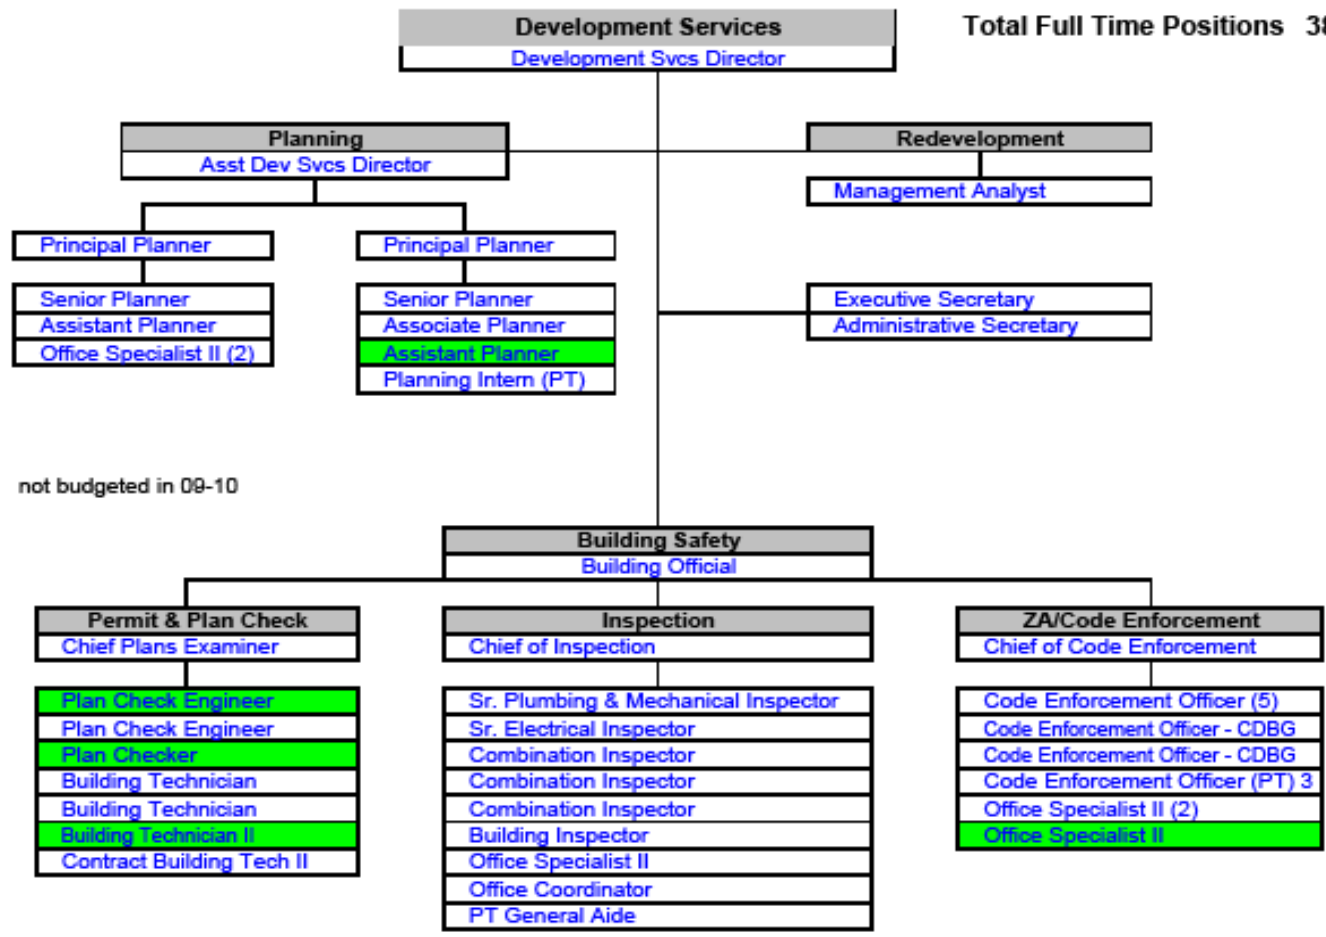 Development Services
Development Svcs Director
Total Full Time Positions 38
Planning
Asst Dev Svcs Director
Redevelopment
Management Analyst
Principal Planner
Senior Planner
Assistant Planner
Office Specialist II (2)
Principal Planner
Senior Planner
Associate Planner
Assistant Planner
Planning Intern (PT)
Executive Secretary
Administrative Secretary
not budgeted in 09-10
Building Safety
Building Official
Permit & Plan Check
Chief Plans Examiner
Plan Check Engineer
Plan Check Engineer
Plan Checker
Building Technician
Building Technician
Building Technician II
Contract Building Tech II
Inspection
Chief of Inspection
Sr. Plumbing & Mechanical Inspector
Sr. Electrical Inspector
Combination Inspector
Combination Inspector
Combination Inspector
Building Inspector
Office Specialist II
Office Coordinator
PT General Aide
ZA/Code Enforcement
Chief of Code Enforcement
Code Enforcement Officer (5)
Code Enforcement Officer - CDBG
Code Enforcement Officer - CDBG
Code Enforcement Officer (PT) 3
Office Specialist II (2)
Office Specialist II